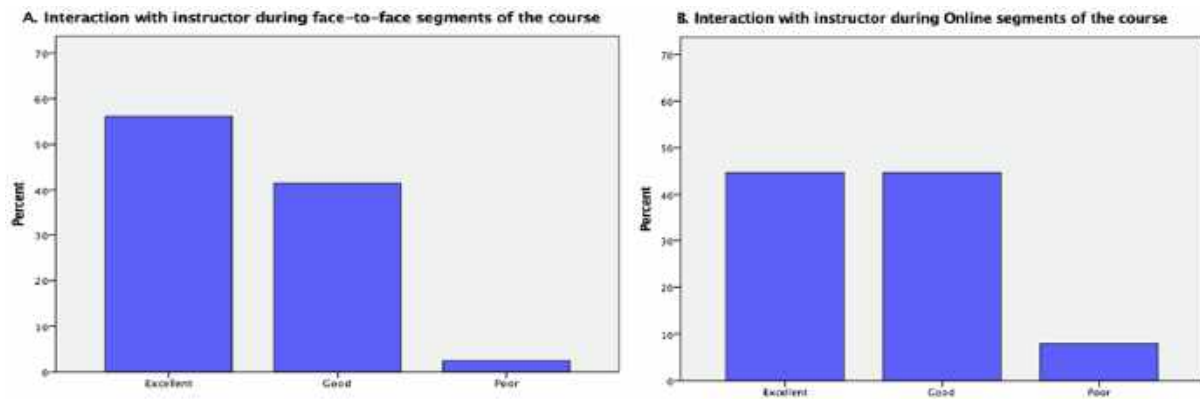 A. Interaction with instructor during face-to-face segments of the course
70
60
50
40
30
20
10
0
Percent
Excellent
Good
Poor
B. Interaction with instructor during Online segments of the course
70
60
50
40
30
20
10
0
Percent
Excellent
Good
Poor